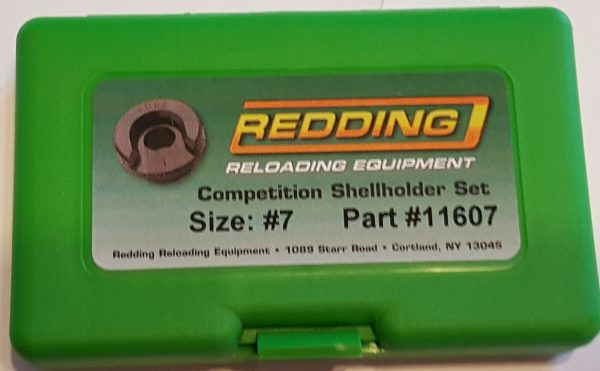 REDDING
RELOADING EQUIPMENT
Competition Shellholder Set
Size: #7 Part #11607
Redding Reloading Equipment • 1089 Starr Road • Cortland, NY 13045